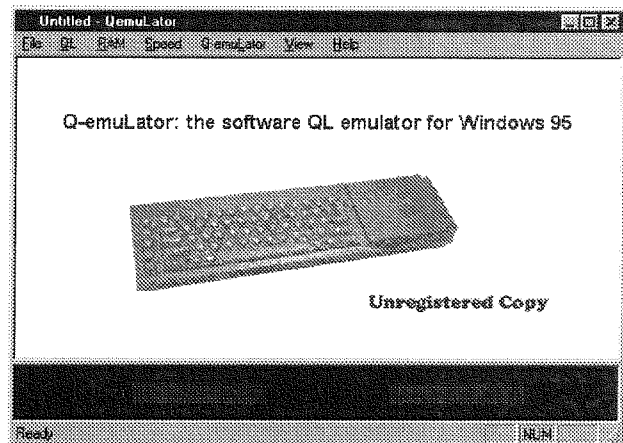 Untitled - QemuLator
File QL RAM Speed Q-emuLator View Help
Q-emuLator: the software QL emulator for Windows 95
Unregistered Copy
Ready NUM